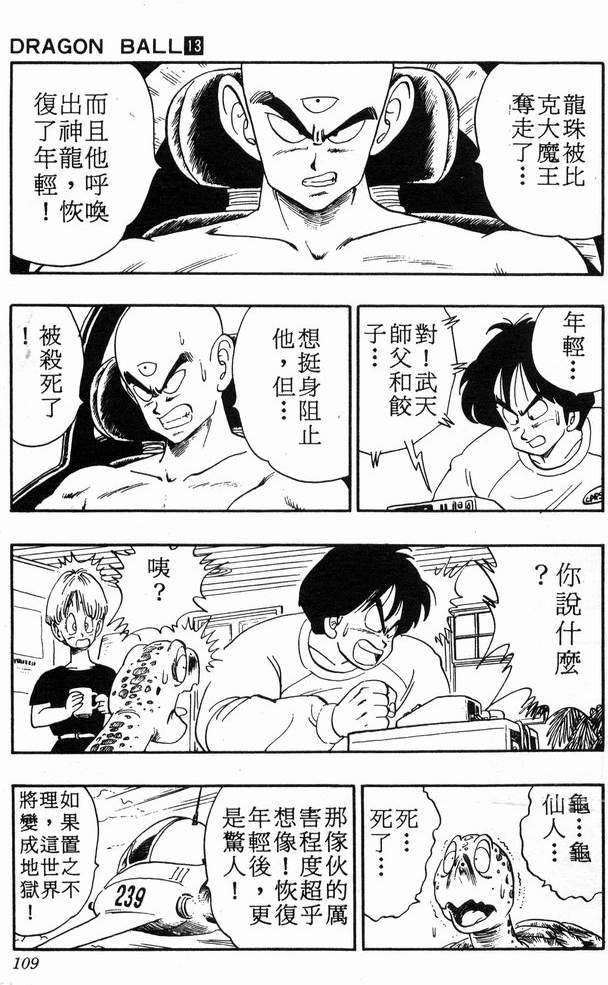 DRAGON BALL 13
龍珠被比
克大魔王
奪走了…
而且他呼喚
出神龍，恢
復了年輕！
年輕…
對！武天
師父和餃
子…
CAPS
想挺身阻止
他，但…
被殺死了
！
你說什麼
？
咦？
龜…龜
仙人…
死…
死了…
那傢伙的厲
害程度超乎
想像！恢復
年輕後，更
是驚人！
239
如果置之不
理，這世界
將變成地獄！
109